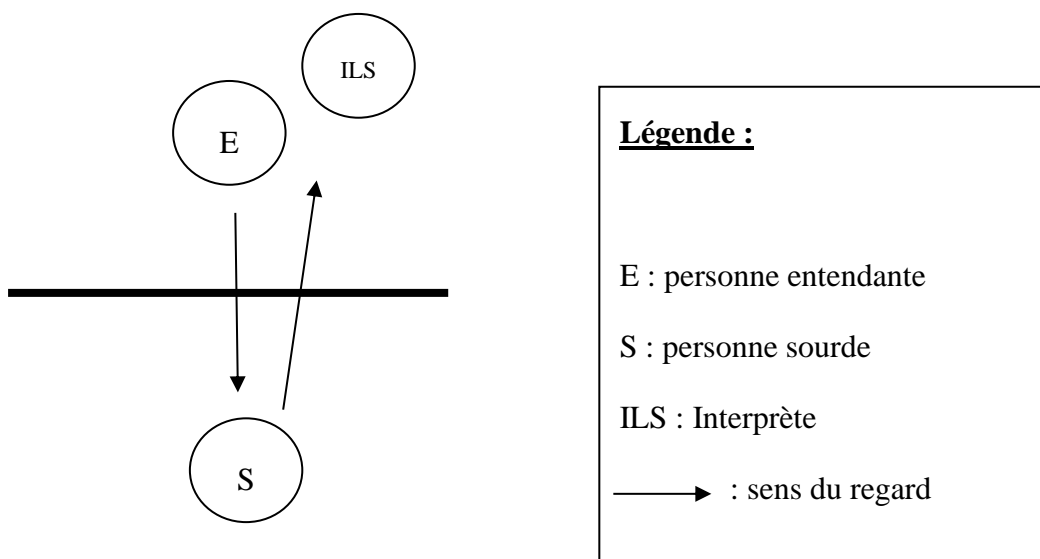 ILS
E
S
Légende :
E : personne entendante
S : personne sourde
ILS : Interprète
: sens du regard